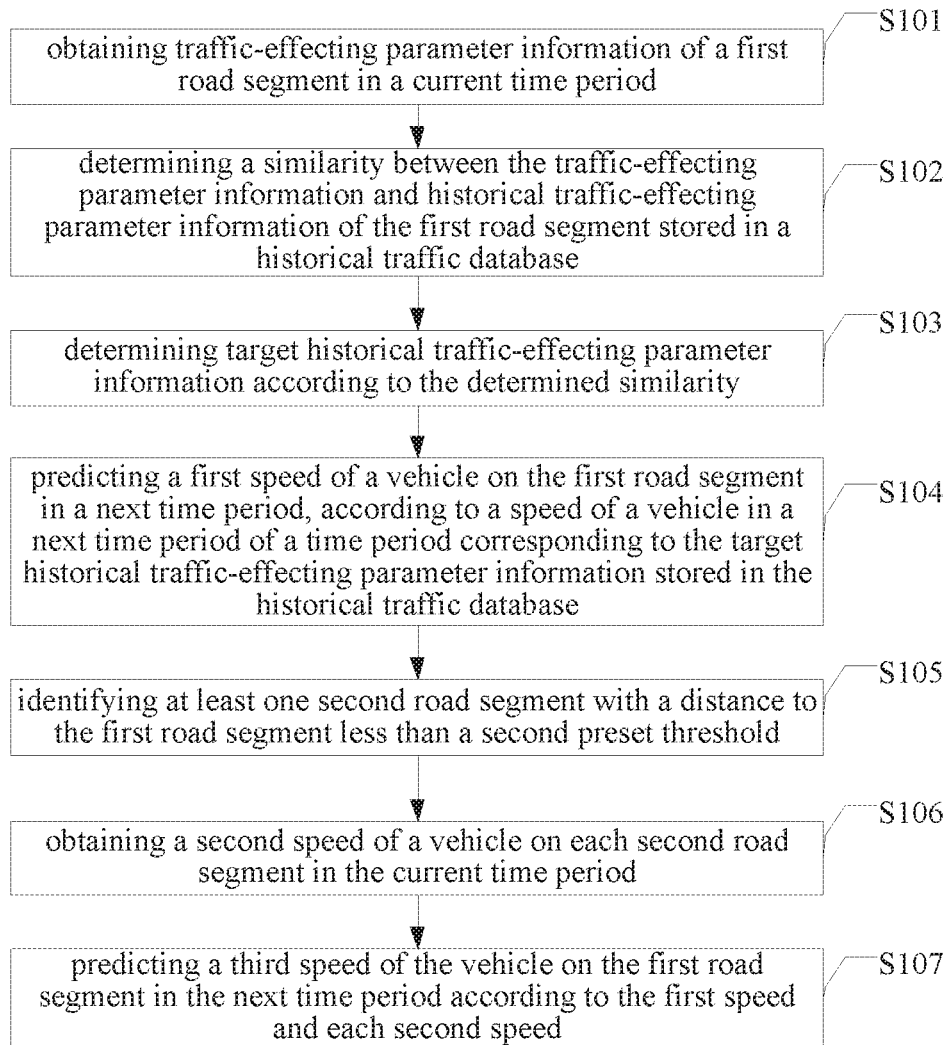 S101
obtaining traffic-effecting parameter information of a first
road segment in a current time period
S102
determining a similarity between the traffic-effecting
parameter information and historical traffic-effecting
parameter information of the first road segment stored in a
historical traffic database
S103
determining target historical traffic-effecting parameter
information according to the determined similarity
S104
predicting a first speed of a vehicle on the first road segment
in a next time period, according to a speed of a vehicle in a
next time period of a time period corresponding to the target
historical traffic-effecting parameter information stored in the
historical traffic database
S105
identifying at least one second road segment with a distance to
the first road segment less than a second preset threshold
S106
obtaining a second speed of a vehicle on each second road
segment in the current time period
S107
predicting a third speed of the vehicle on the first road
segment in the next time period according to the first speed
and each second speed